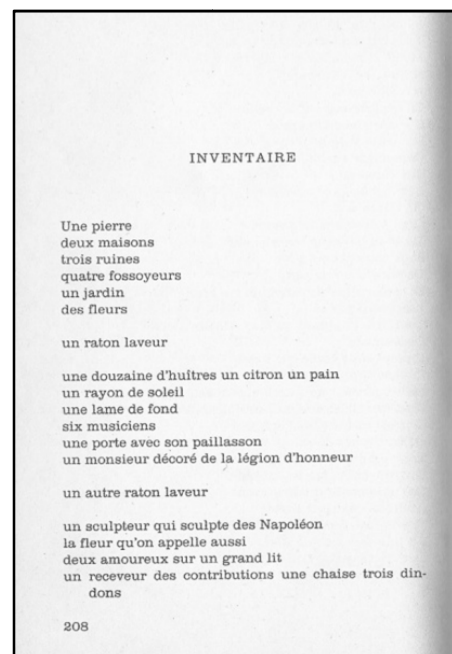 INVENTAIRE
Une pierre
deux maisons
trois ruines
quatre fossoyeurs
un jardin
des fleurs
un raton laveur
une douzaine d'huîtres un citron un pain
un rayon de soleil
une lame de fond
six musiciens
une porte avec son paillasson
un monsieur décoré de la légion d'honneur
un autre raton laveur
un sculpteur qui sculpte des Napoléon
la fleur qu'on appelle aussi
deux amoureux sur un grand lit
un receveur des contributions une chaise trois din-
dons
208